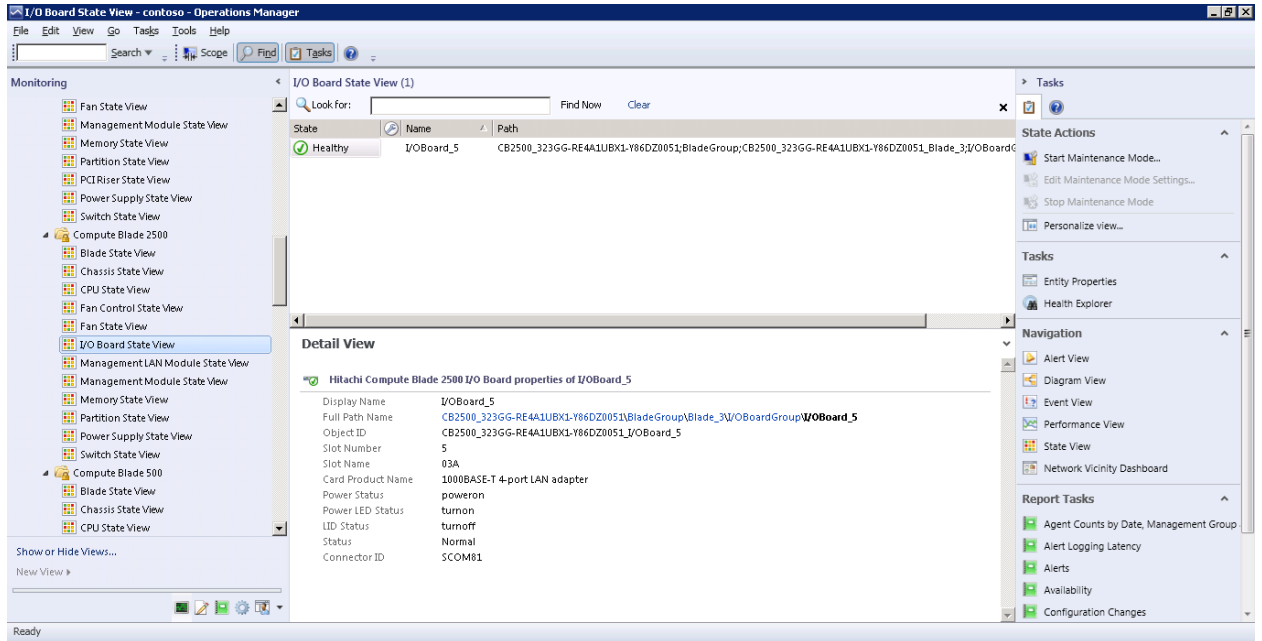 I/O Board State View - contoso - Operations Manager
File Edit View Go Tasks Tools Help
Search Scope Find Tasks
Monitoring
Fan State View
Management Module State View
Memory State View
Partition State View
PCI Riser State View
Power Supply State View
Switch State View
Compute Blade 2500
Blade State View
Chassis State View
CPU State View
Fan Control State View
Fan State View
I/O Board State View
Management LAN Module State View
Management Module State View
Memory State View
Partition State View
Power Supply State View
Switch State View
Compute Blade 500
Blade State View
Chassis State View
CPU State View
Show or Hide Views...
New View
I/O Board State View (1)
Look for: Find Now Clear
State Name Path
Healthy I/OBoard_5 CB2500_323GG-RE4A1UBX1-Y86DZ0051;BladeGroup;CB2500_323GG-RE4A1UBX1-Y86DZ0051_Blade_3;I/OBoardG
Detail View
Hitachi Compute Blade 2500 I/O Board properties of I/OBoard_5
Display Name I/OBoard_5
Full Path Name CB2500_323GG-RE4A1UBX1-Y86DZ0051\BladeGroup\Blade_3\I/OBoardGroup\I/OBoard_5
Object ID CB2500_323GG-RE4A1UBX1-Y86DZ0051_I/OBoard_5
Slot Number 5
Slot Name 03A
Card Product Name 1000BASE-T 4-port LAN adapter
Power Status poweron
Power LED Status turnon
LID Status turnoff
Status Normal
Connector ID SCOM81
Tasks
State Actions
Start Maintenance Mode...
Edit Maintenance Mode Settings...
Stop Maintenance Mode
Personalize view...
Tasks
Entity Properties
Health Explorer
Navigation
Alert View
Diagram View
Event View
Performance View
State View
Network Vicinity Dashboard
Report Tasks
Agent Counts by Date, Management Group
Alert Logging Latency
Alerts
Availability
Configuration Changes
Ready